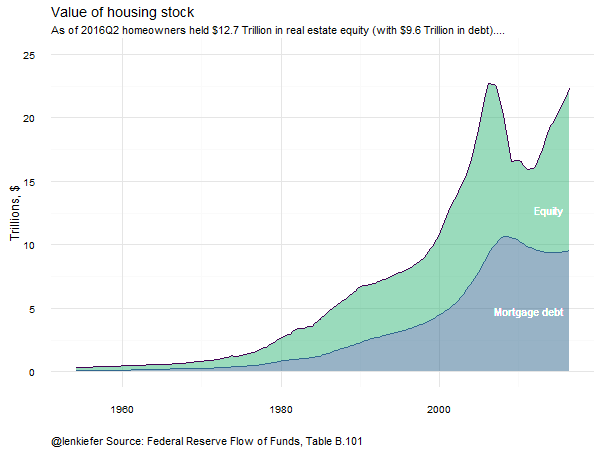 Value of housing stock
As of 2016Q2 homeowners held $12.7 Trillion in real estate equity (with $9.6 Trillion in debt)....
Trillions, $
25
20
15
10
5
0
Equity
Mortgage debt
1960
1980
2000
@lenkiefer Source: Federal Reserve Flow of Funds, Table B.101